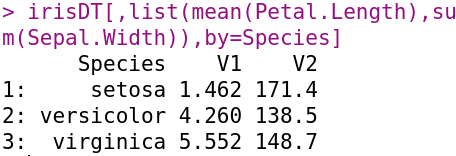 > irisDT[,list(mean(Petal.Length),su
m(Sepal.Width)),by=Species]
Species V1 V2
1: setosa 1.462 171.4
2: versicolor 4.260 138.5
3: virginica 5.552 148.7